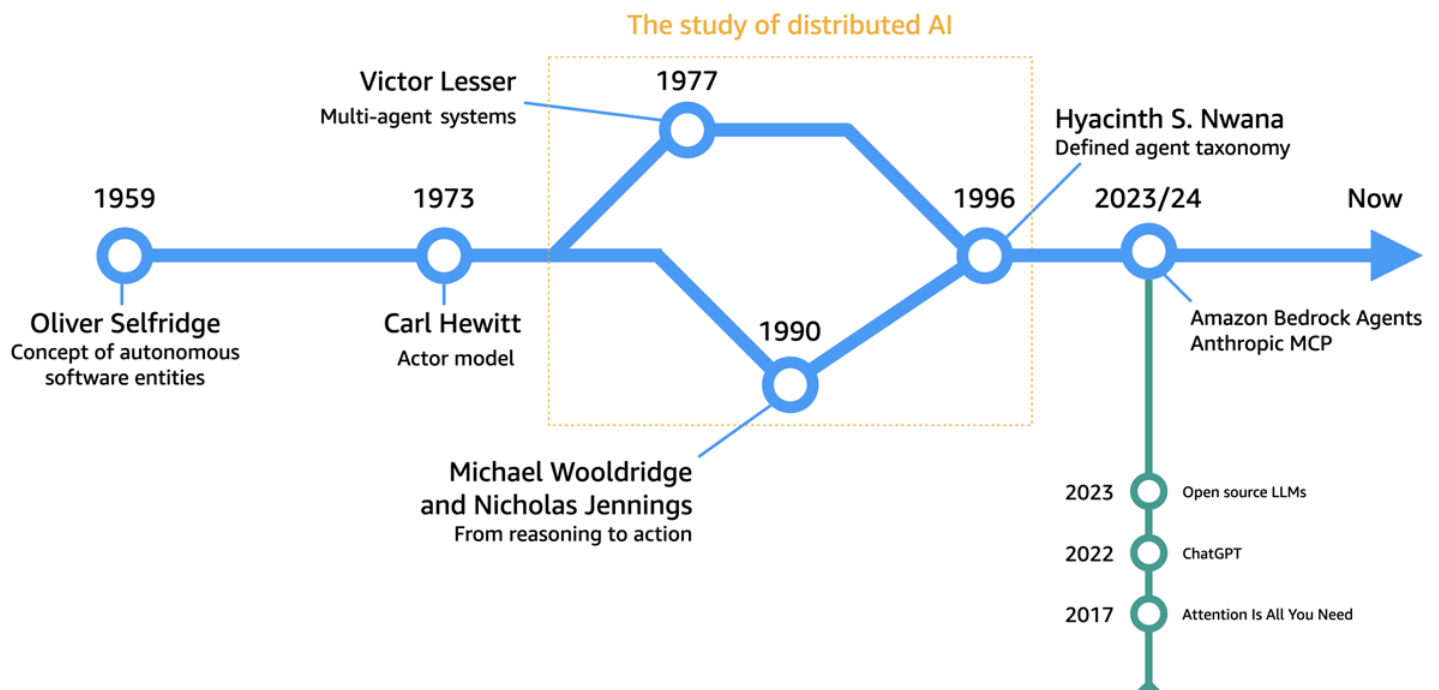 The study of distributed AI
Victor Lesser
Multi-agent systems
1977
Hyacinth S. Nwana
Defined agent taxonomy
1959
1973
1996
2023/24
Now
Oliver Selfridge
Concept of autonomous
software entities
Carl Hewitt
Actor model
1990
Amazon Bedrock Agents
Anthropic MCP
Michael Wooldridge
and Nicholas Jennings
From reasoning to action
2023 Open source LLMs
2022 ChatGPT
2017 Attention Is All You Need